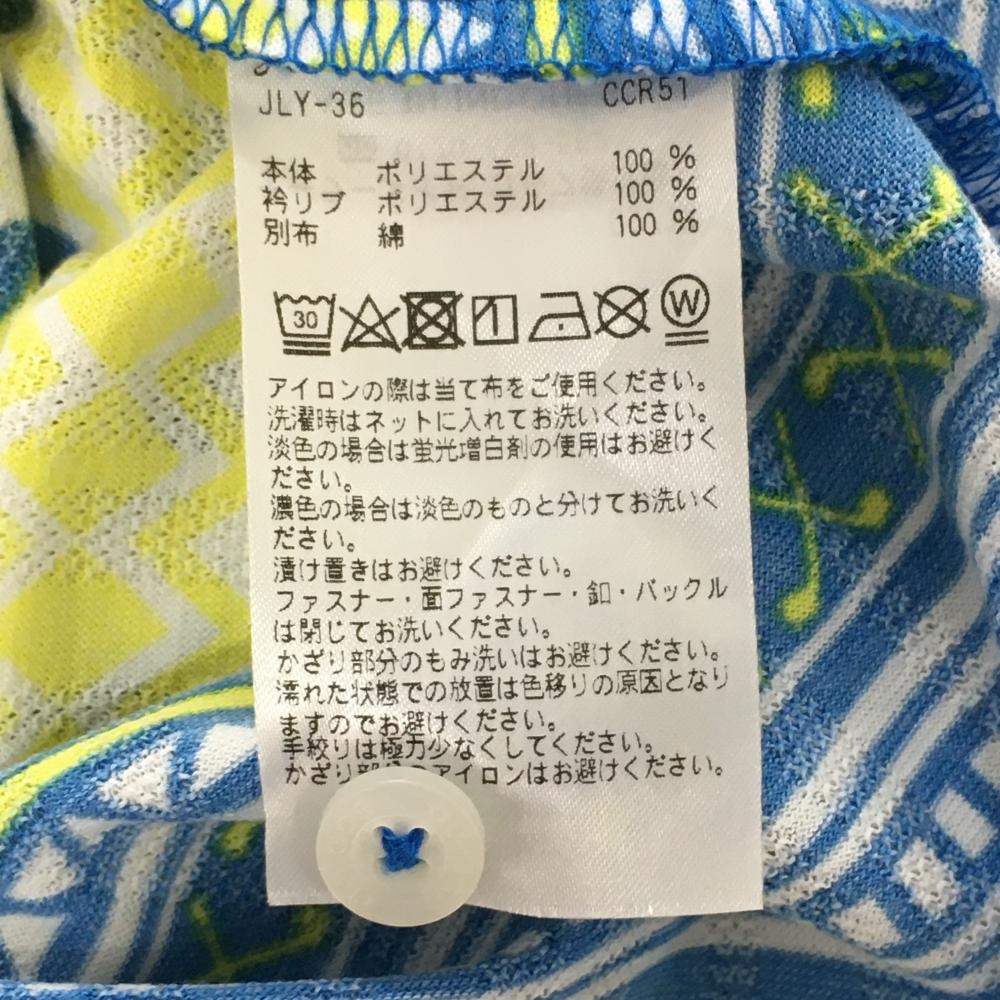 JLY-36 CCR51
本体 ポリエステル 100 %
衿リブ ポリエステル 100 %
別布 綿 100 %
30 W
アイロンの際は当て布をご使用ください。
洗濯時はネットに入れてお洗いください。
淡色の場合は蛍光増白剤の使用はお避けく
ださい。
濃色の場合は淡色のものと分けてお洗いく
ださい。
漬け置きはお避けください。
ファスナー・面ファスナー・釦・バックル
は閉じてお洗いください。
かざり部分のもみ洗いはお避けください。
濡れた状態での放置は色移りの原因となり
ますのでお避けください。
手絞りは極力少なくしてください。
かざり部 アイロンはお避けください。